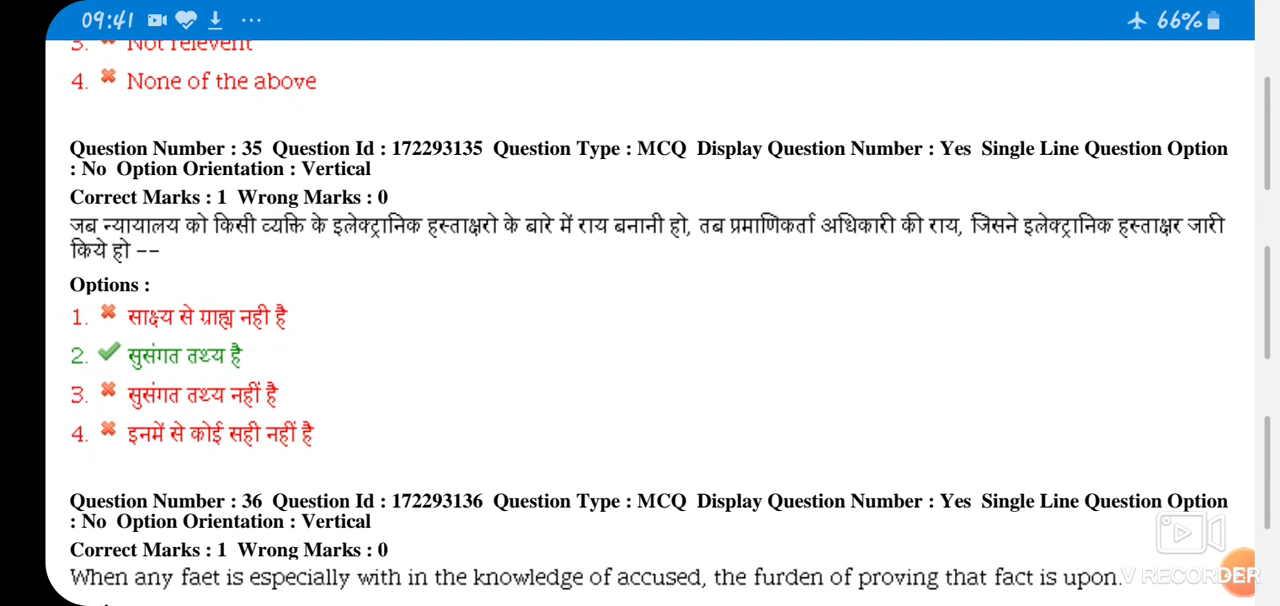 09:41 ... 66%
3. Not relevent
4. None of the above
Question Number : 35 Question Id : 172293135 Question Type : MCQ Display Question Number : Yes Single Line Question Option
: No Option Orientation : Vertical
Correct Marks : 1 Wrong Marks : 0
जब न्यायालय को किसी व्यक्ति के इलेक्ट्रानिक हस्ताक्षरो के बारे में राय बनानी हो, तब प्रमाणिकर्ता अधिकारी की राय, जिसने इलेक्ट्रानिक हस्ताक्षर जारी
किये हो --
Options :
1. साक्ष्य से ग्राह्य नही है
2. सुसंगत तथ्य है
3. सुसंगत तथ्य नहीं है
4. इनमें से कोई सही नहीं है
Question Number : 36 Question Id : 172293136 Question Type : MCQ Display Question Number : Yes Single Line Question Option
: No Option Orientation : Vertical
Correct Marks : 1 Wrong Marks : 0
When any faet is especially with in the knowledge of accused, the furden of proving that fact is upon.
V RECORDER